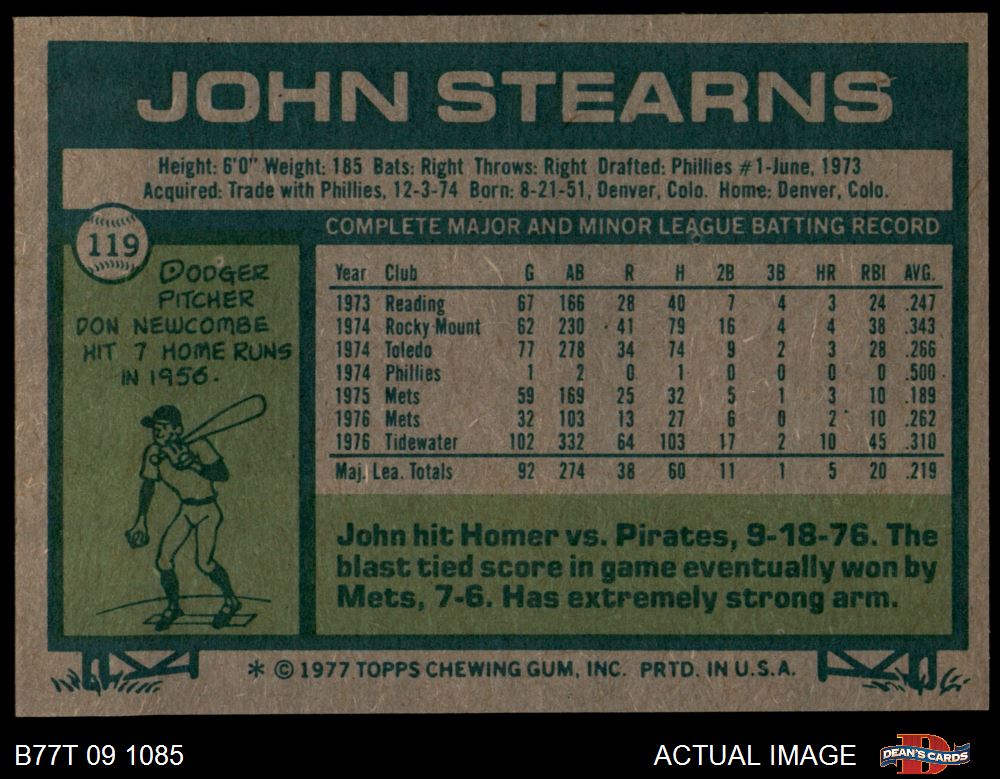 JOHN STEARNS
Height: 6'0" Weight: 185 Bats: Right Throws: Right Drafted: Phillies #1-June, 1973
Acquired: Trade with Phillies, 12-3-74 Born: 8-21-51, Denver, Colo. Home: Denver, Colo.
119
DODGER
PITCHER
DON NEWCOMBE
HIT 7 HOME RUNS
IN 1956.
COMPLETE MAJOR AND MINOR LEAGUE BATTING RECORD
Year Club G AB R H 2B 3B HR RBI AVG.
1973 Reading 67 166 28 40 7 4 3 24 .247
1974 Rocky Mount 62 230 41 79 16 4 4 38 .343
1974 Toledo 77 278 34 74 9 2 3 28 .266
1974 Phillies 1 2 0 1 0 0 0 0 .500
1975 Mets 59 169 25 32 5 1 3 10 .189
1976 Mets 32 103 13 27 6 0 2 10 .262
1976 Tidewater 102 332 64 103 17 2 10 45 .310
Maj. Lea. Totals 92 274 38 60 11 1 5 20 .219
John hit Homer vs. Pirates, 9-18-76. The
blast tied score in game eventually won by
Mets, 7-6. Has extremely strong arm.
* © 1977 TOPPS CHEWING GUM, INC. PRTD. IN U.S.A.
B77T 09 1085
ACTUAL IMAGE
DEAN'S CARDS